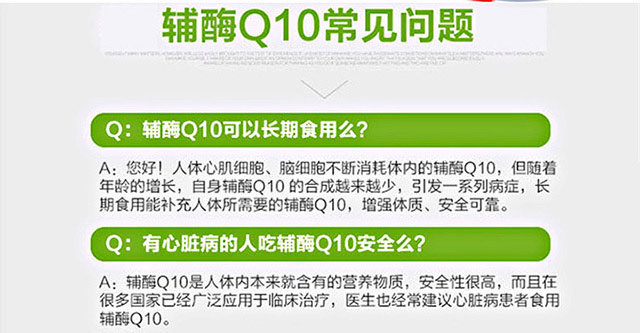 辅酶Q10常见问题
Q：辅酶Q10可以长期食用么？
A：您好！人体心肌细胞、脑细胞不断消耗体内的辅酶Q10，但随着
年龄的增长，自身辅酶Q10 的合成越来越少，引发一系列病症，长
期食用能补充人体所需要的辅酶Q10，增强体质、安全可靠。
Q：有心脏病的人吃辅酶Q10安全么？
A：辅酶Q10是人体内本来就含有的营养物质，安全性很高，而且在
很多国家已经广泛应用于临床治疗，医生也经常建议心脏病患者食用
辅酶Q10。